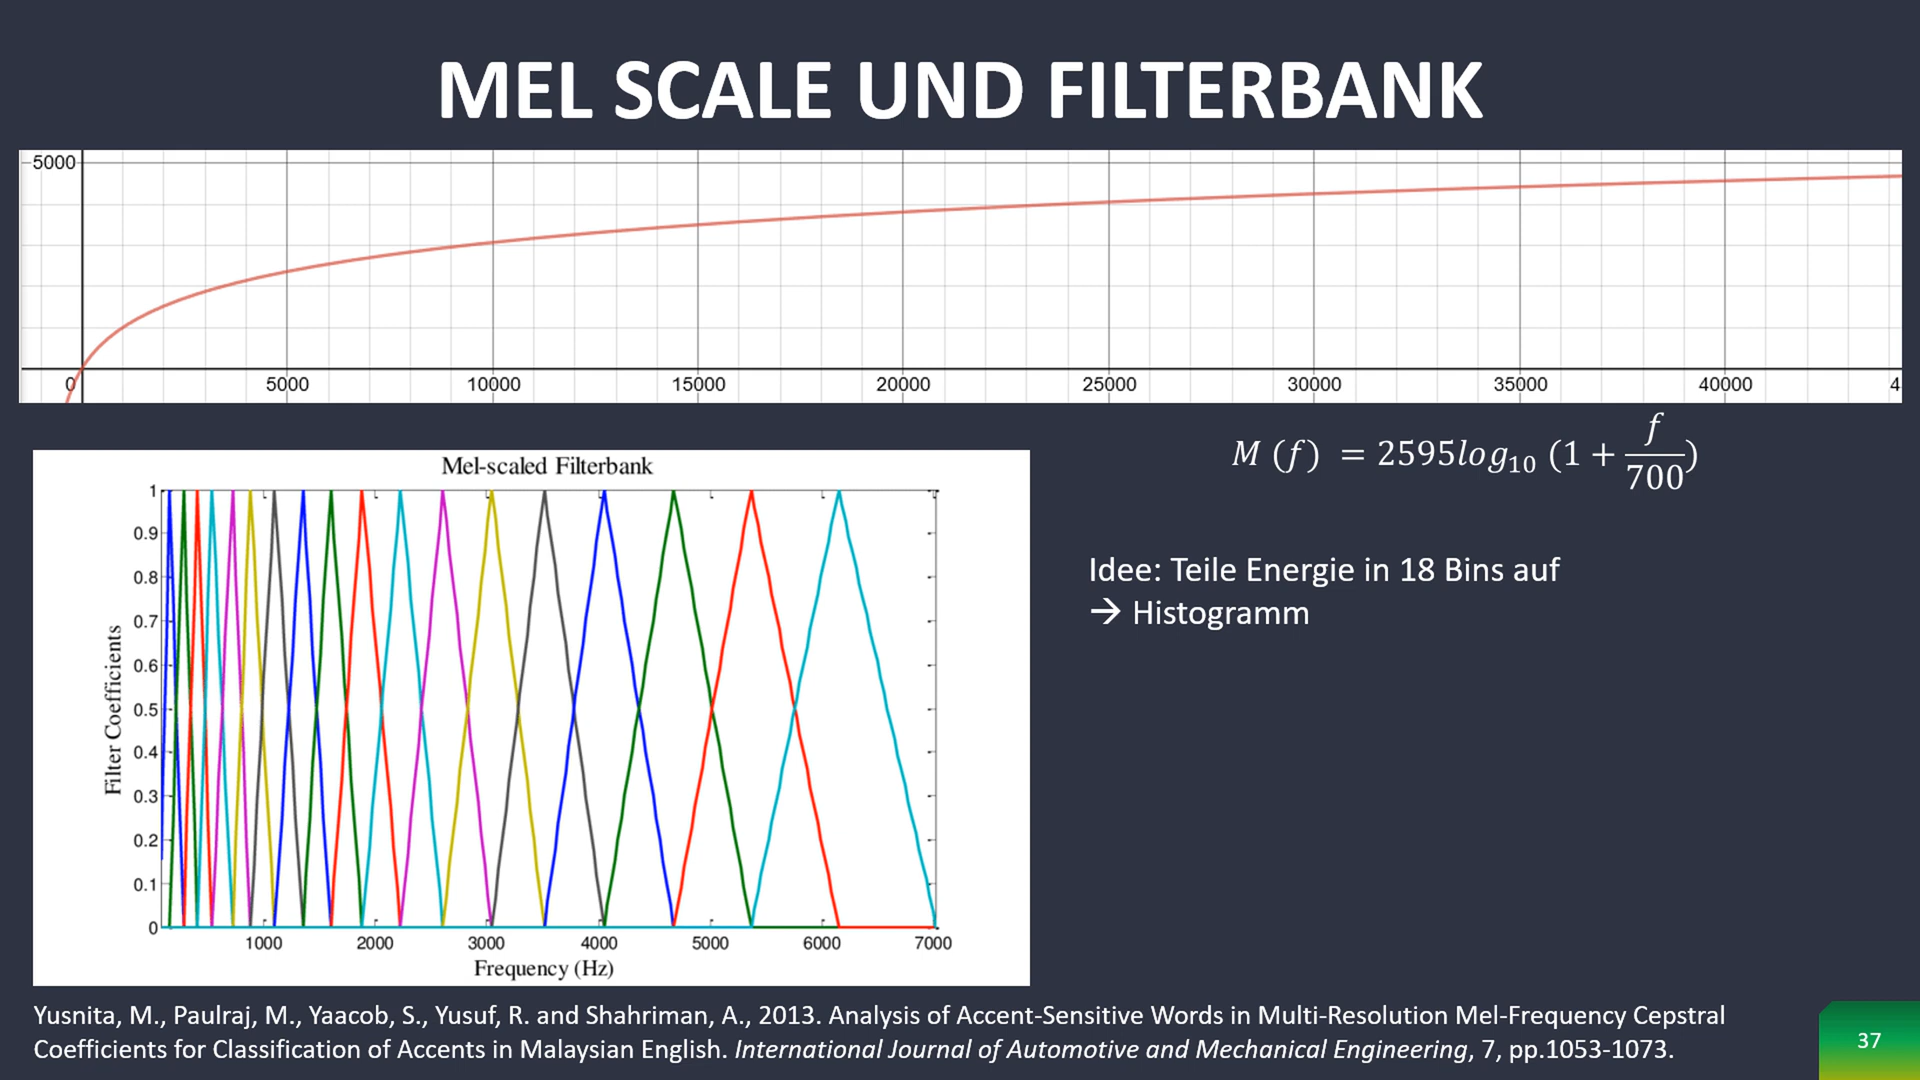 MEL SCALE UND FILTERBANK
5000
0 5000 10000 15000 20000 25000 30000 35000 40000 4
M (f) = 2595log₁₀ (1 + f/700)
Mel-scaled Filterbank
1
0.9
0.8
0.7
0.6
0.5
0.4
0.3
0.2
0.1
0
Filter Coefficients
1000 2000 3000 4000 5000 6000 7000
Frequency (Hz)
Idee: Teile Energie in 18 Bins auf
→ Histogramm
Yusnita, M., Paulraj, M., Yaacob, S., Yusuf, R. and Shahriman, A., 2013. Analysis of Accent-Sensitive Words in Multi-Resolution Mel-Frequency Cepstral
Coefficients for Classification of Accents in Malaysian English. International Journal of Automotive and Mechanical Engineering, 7, pp.1053-1073.
37